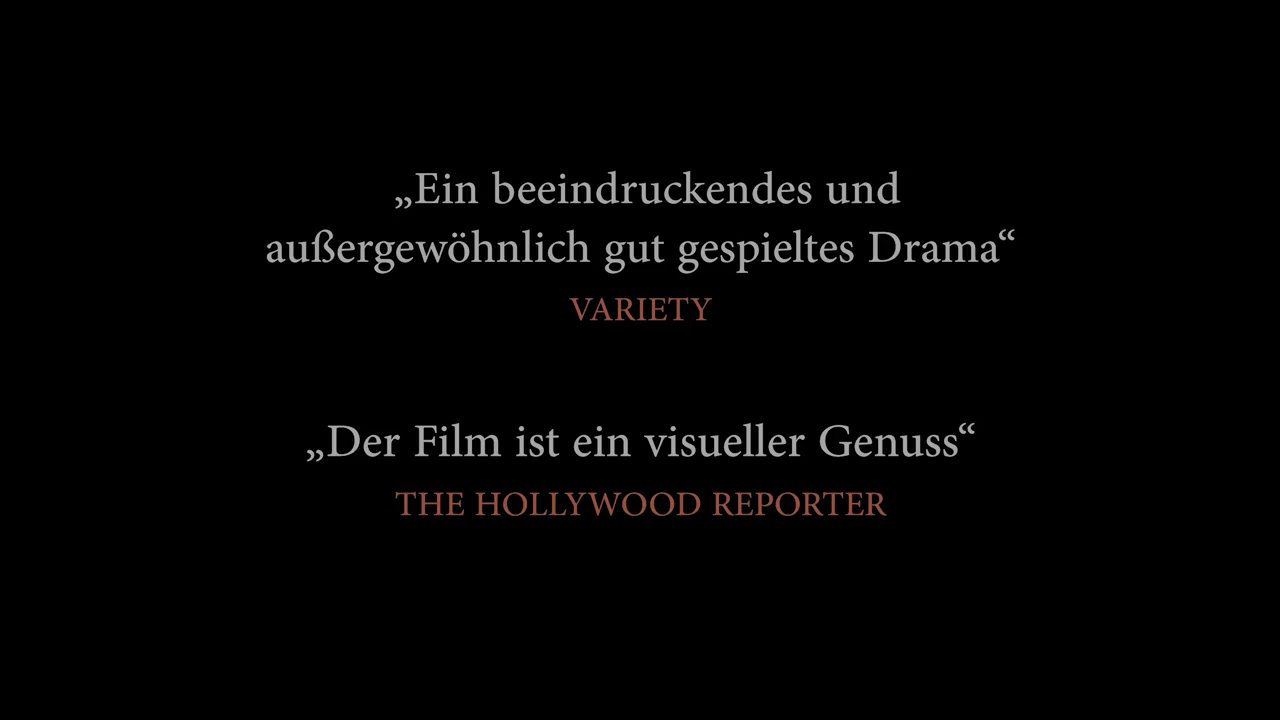 „Ein beeindruckendes und
außergewöhnlich gut gespieltes Drama“
VARIETY
„Der Film ist ein visueller Genuss“
THE HOLLYWOOD REPORTER